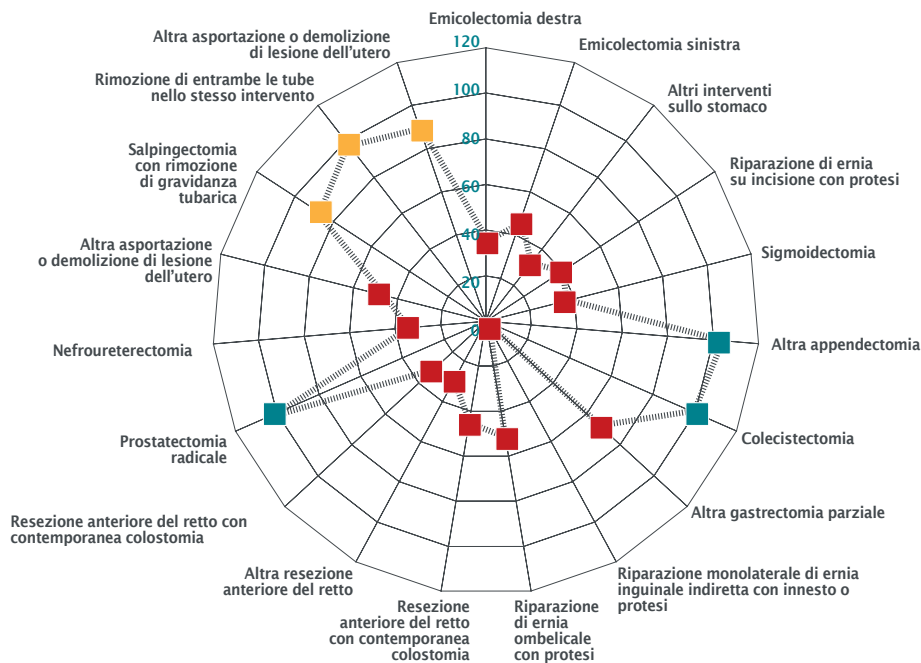 Emicolectomia destra
Emicolectomia sinistra
Altri interventi
sullo stomaco
Riparazione di ernia
su incisione con protesi
Sigmoidectomia
Altra appendectomia
Colecistectomia
Altra gastrectomia parziale
Riparazione monolaterale di ernia
inguinale indiretta con innesto o
protesi
Riparazione
di ernia
ombelicale
con protesi
Resezione
anteriore del retto
con contemporanea
colostomia
Altra resezione
anteriore del retto
Resezione anteriore del retto con
contemporanea colostomia
Prostatectomia
radicale
Nefroureterectomia
Altra asportazione
o demolizione di lesione
dell'utero
Salpingectomia
con rimozione
di gravidanza
tubarica
Rimozione di entrambe le tube
nello stesso intervento
Altra asportazione o demolizione
di lesione dell'utero
120
100
80
60
40
20
0